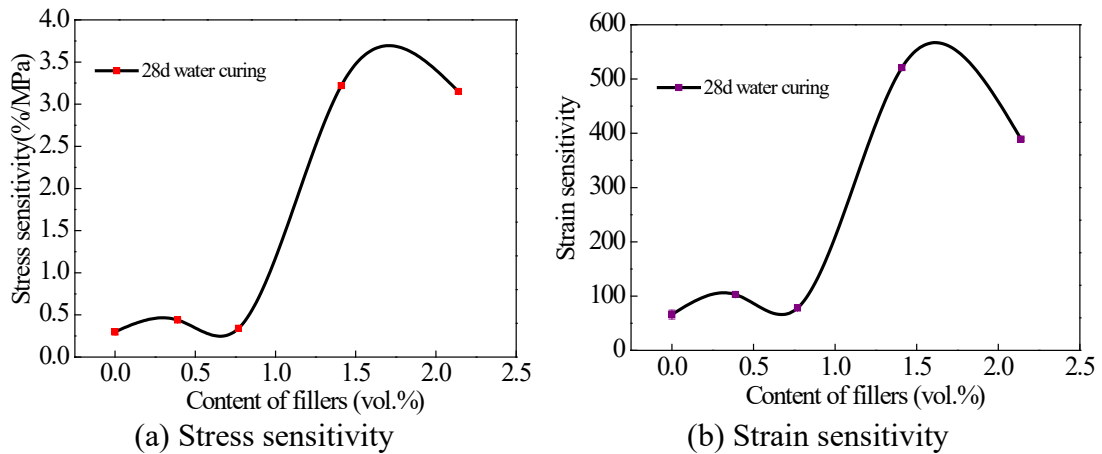 4.0
3.5
3.0
2.5
2.0
1.5
1.0
0.5
0.0
Stress sensitivity(%/MPa)
28d water curing
0.0 0.5 1.0 1.5 2.0 2.5
Content of fillers (vol.%)
(a) Stress sensitivity
600
500
400
300
200
100
0
Strain sensitivity
28d water curing
0.0 0.5 1.0 1.5 2.0 2.5
Content of fillers (vol.%)
(b) Strain sensitivity